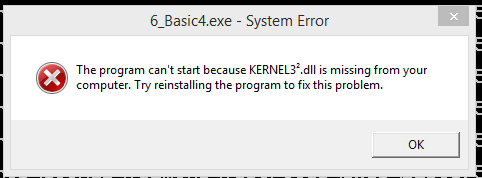 6_Basic4.exe - System Error
The program can't start because KERNEL3².dll is missing from your
computer. Try reinstalling the program to fix this problem.
OK